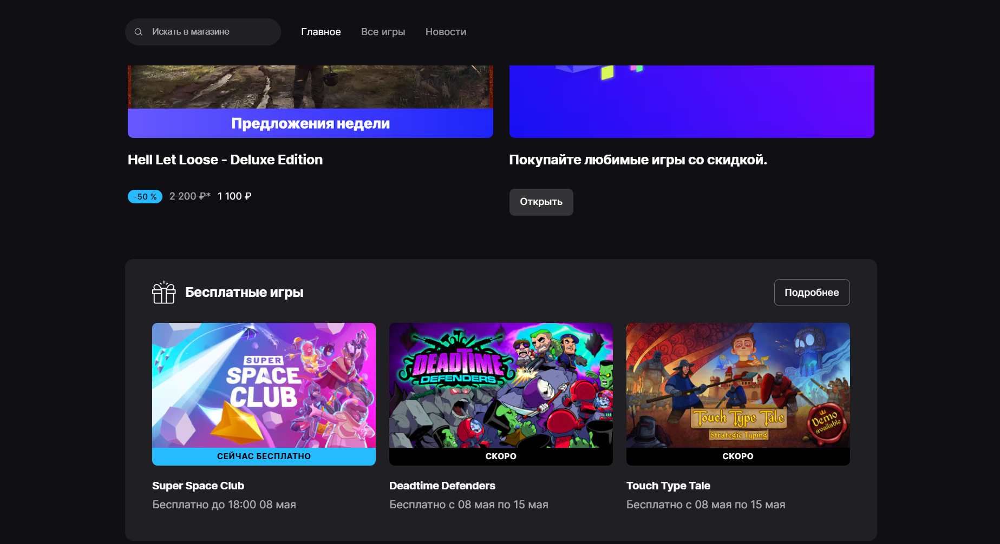 Искать в магазине
Главное
Все игры
Новости
Предложения недели
Hell Let Loose - Deluxe Edition
-50 % 2 200 ₽* 1 100 ₽
Покупайте любимые игры со скидкой.
Открыть
Бесплатные игры
Подробнее
SUPER
SPACE
CLUB
СЕЙЧАС БЕСПЛАТНО
Super Space Club
Бесплатно до 18:00 08 мая
DEADTIME
DEFENDERS
СКОРО
Deadtime Defenders
Бесплатно с 08 мая по 15 мая
Touch Type Tale
Strategic Typing
Demo
available
СКОРО
Touch Type Tale
Бесплатно с 08 мая по 15 мая